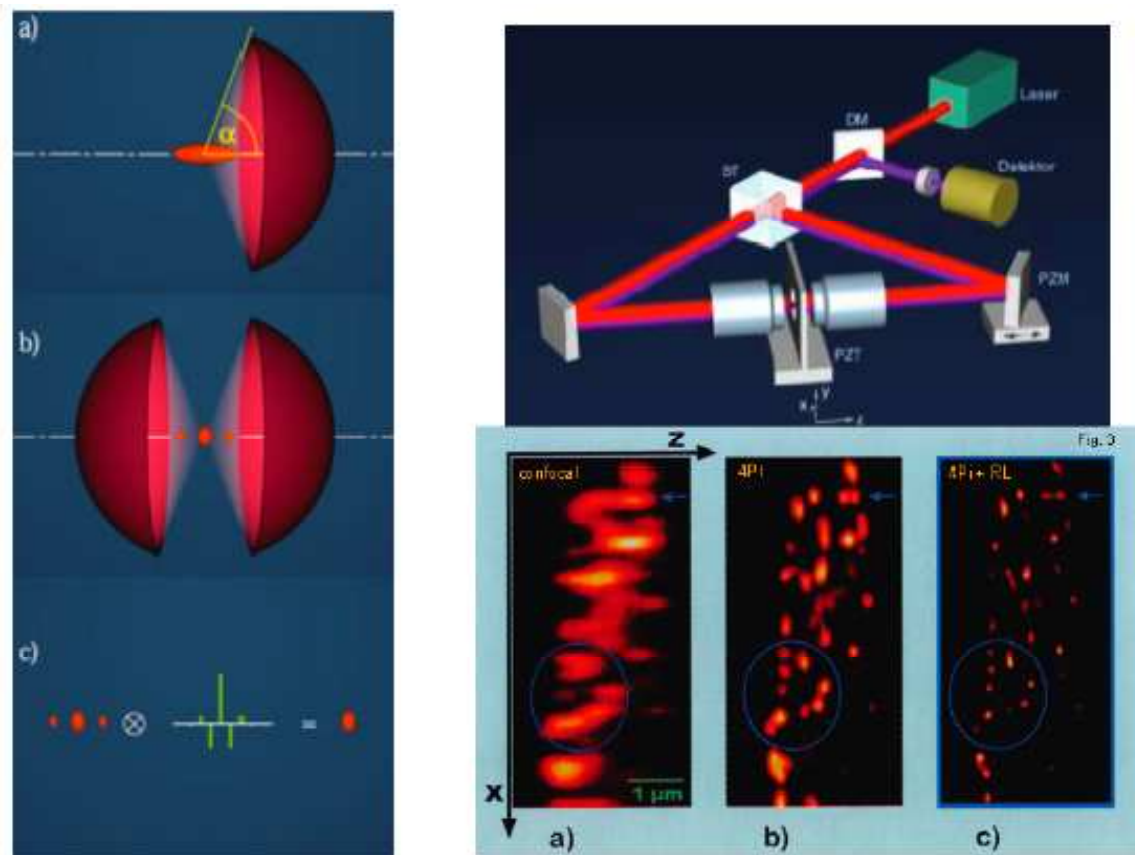 a)
α
b)
c)
⊗
=
Laser
DM
Detektor
ST
PZM
PZT
y
x
z
Fig. 3
z
confocal
4Pi
4Pi+ RL
1 µm
x
a)
b)
c)